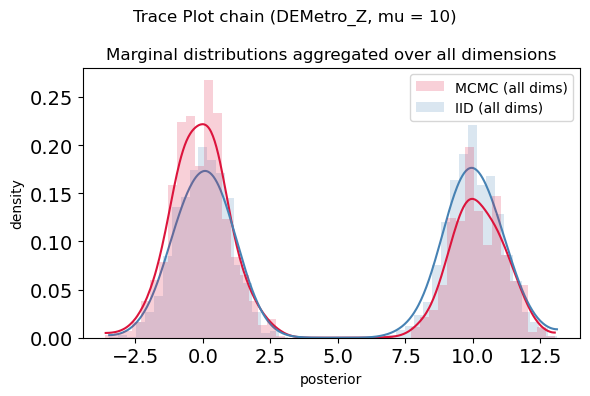 Trace Plot chain (DEMetro_Z, mu = 10)
Marginal distributions aggregated over all dimensions
MCMC (all dims)
IID (all dims)
density
0.25
0.20
0.15
0.10
0.05
0.00
−2.5 0.0 2.5 5.0 7.5 10.0 12.5
posterior